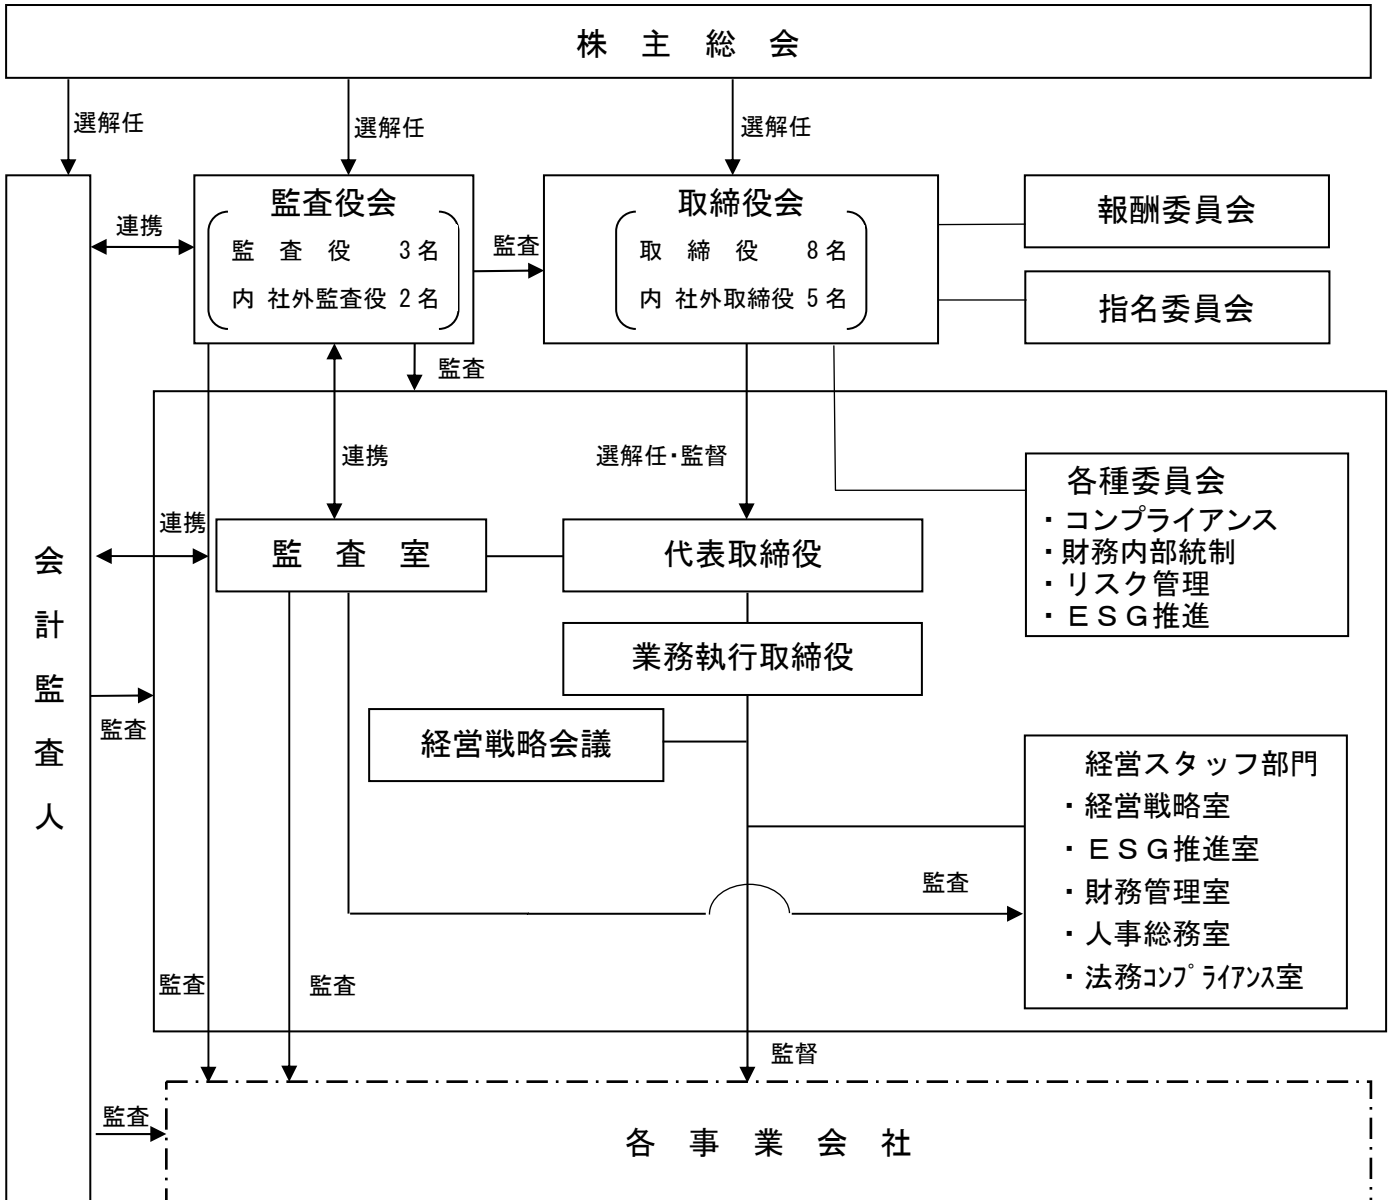 株　主　総　会
選解任
選解任
選解任
監査役会
監　査　役　3名
内 社外監査役 2名
連携
監査
取締役会
取　締　役　8名
内 社外取締役 5名
報酬委員会
指名委員会
監査
連携
選解任・監督
各種委員会
・コンプライアンス
・財務内部統制
・リスク管理
・ＥＳＧ推進
連携
監　査　室
代表取締役
会計監査人
業務執行取締役
監査
経営戦略会議
経営スタッフ部門
・経営戦略室
・ＥＳＧ推進室
・財務管理室
・人事総務室
・法務ｺﾝﾌﾟﾗｲｱﾝｽ室
監査
監査
監査
監督
監査
各　事　業　会　社